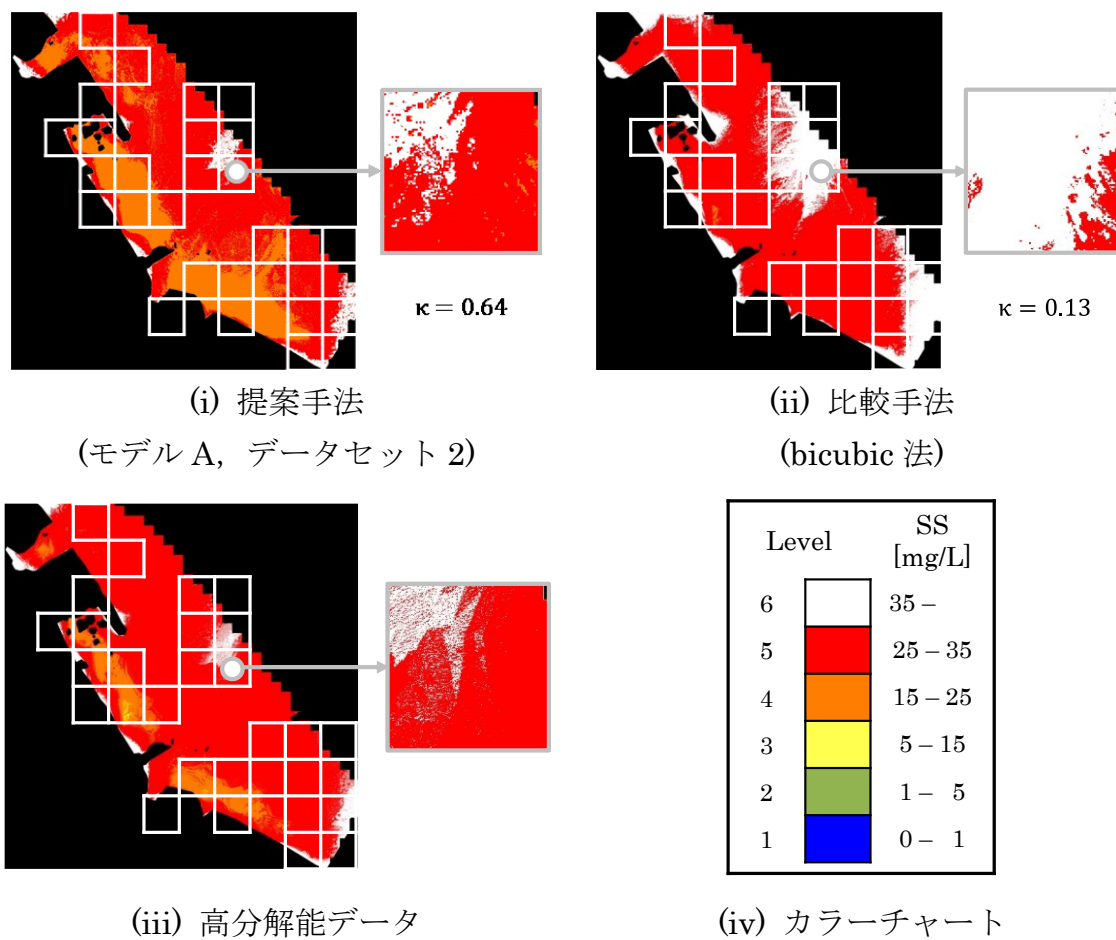 κ = 0.64
κ = 0.13
(i) 提案手法
(モデル A, データセット 2)
(ii) 比較手法
(bicubic 法)
Level SS
[mg/L]
6 35 –
5 25 – 35
4 15 – 25
3 5 – 15
2 1 – 5
1 0 – 1
(iii) 高分解能データ
(iv) カラーチャート